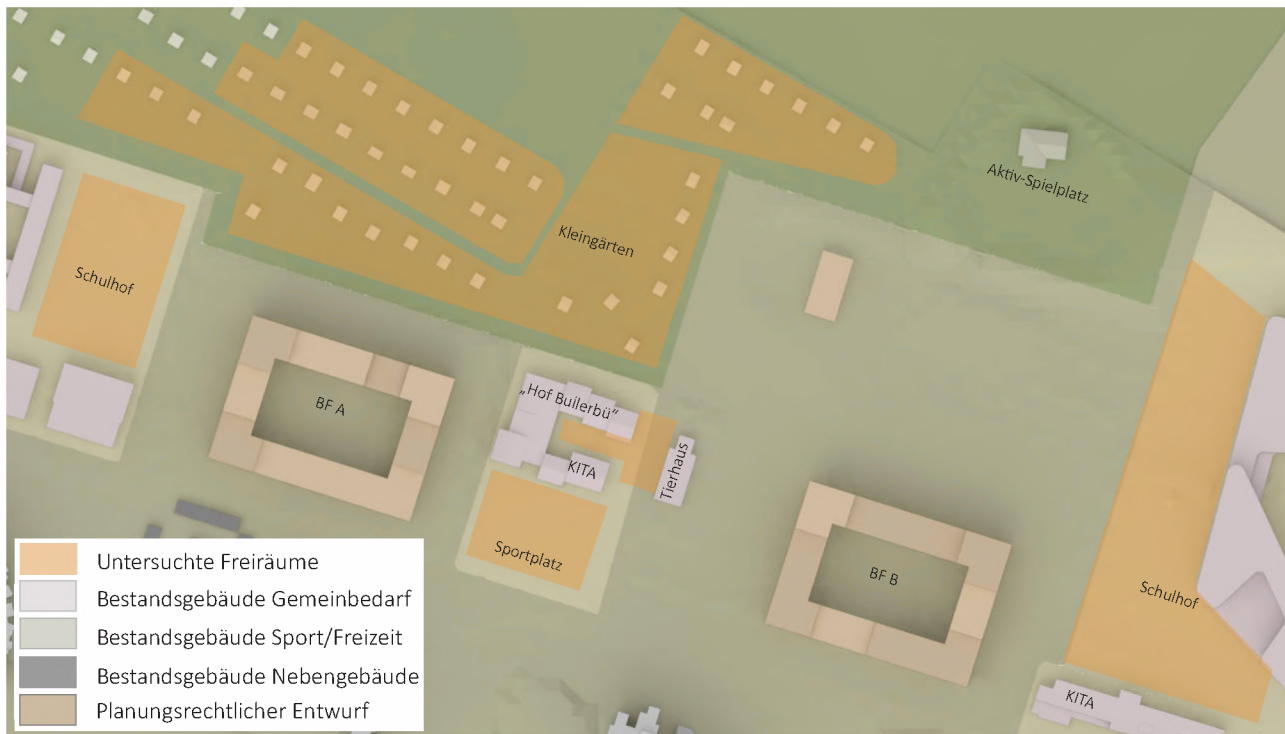 Aktiv-Spielplatz
Kleingärten
Schulhof
„Hof Bullerbü“
BF A
KITA
Tierhaus
Sportplatz
BF B
Schulhof
KITA
Untersuchte Freiräume
Bestandsgebäude Gemeinbedarf
Bestandsgebäude Sport/Freizeit
Bestandsgebäude Nebengebäude
Planungsrechtlicher Entwurf